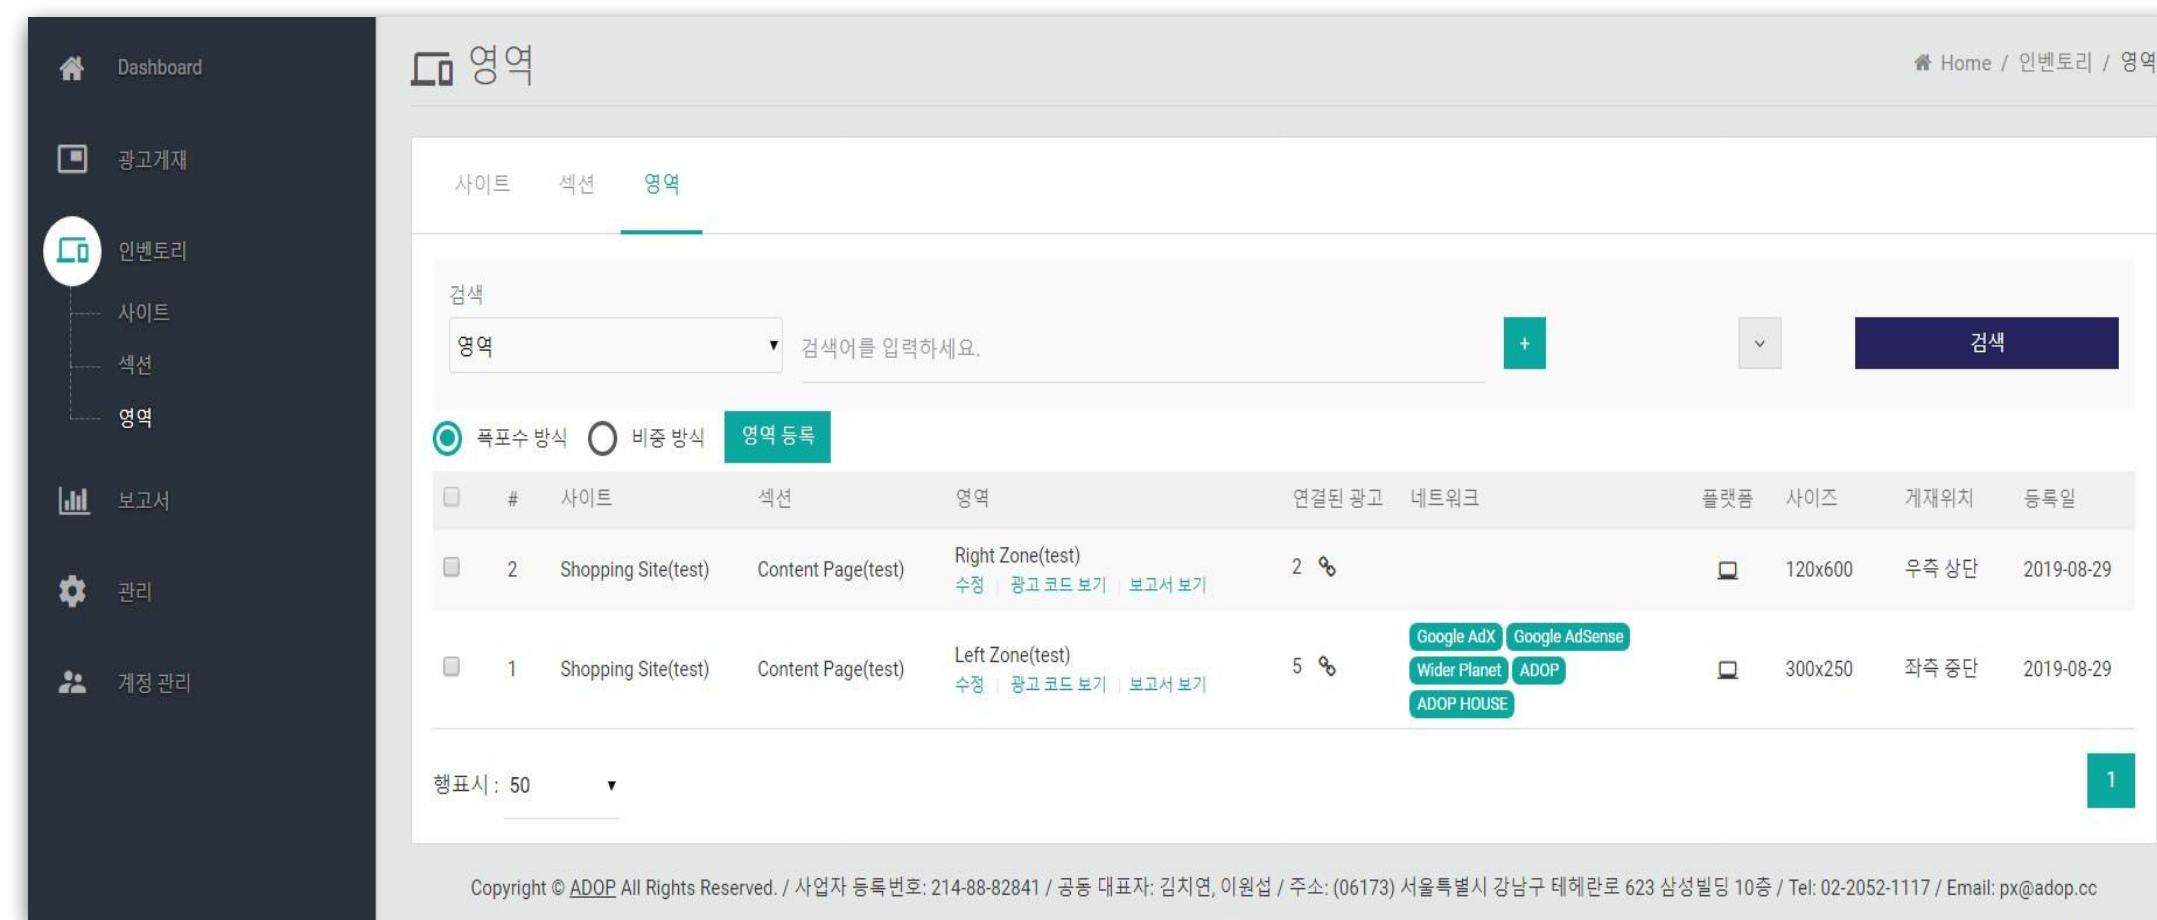 Dashboard
광고게재
인벤토리
사이트
섹션
영역
보고서
관리
계정 관리
영역
Home / 인벤토리 / 영역
사이트 섹션 영역
검색
영역 검색어를 입력하세요. + 검색
폭포수 방식 비중 방식 영역 등록
# 사이트 섹션 영역 연결된 광고 네트워크 플랫폼 사이즈 게재위치 등록일
2 Shopping Site(test) Content Page(test) Right Zone(test) 2 120x600 우측 상단 2019-08-29
수정 | 광고 코드 보기 | 보고서 보기
1 Shopping Site(test) Content Page(test) Left Zone(test) 5 Google AdX Google AdSense 300x250 좌측 중단 2019-08-29
수정 | 광고 코드 보기 | 보고서 보기 Wider Planet ADOP
ADOP HOUSE
행표시 : 50
1
Copyright © ADOP All Rights Reserved. / 사업자 등록번호: 214-88-82841 / 공동 대표자: 김치연, 이원섭 / 주소: (06173) 서울특별시 강남구 테헤란로 623 삼성빌딩 10층 / Tel: 02-2052-1117 / Email: px@adop.cc